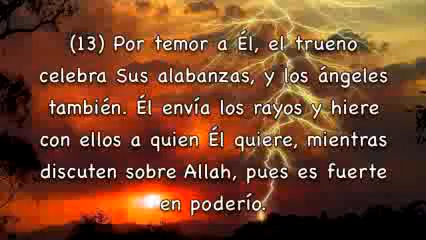 (13) Por temor a Él, el trueno
celebra Sus alabanzas, y los ángeles
también. Él envía los rayos y hiere
con ellos a quien Él quiere, mientras
discuten sobre Allah, pues es fuerte
en poderío.